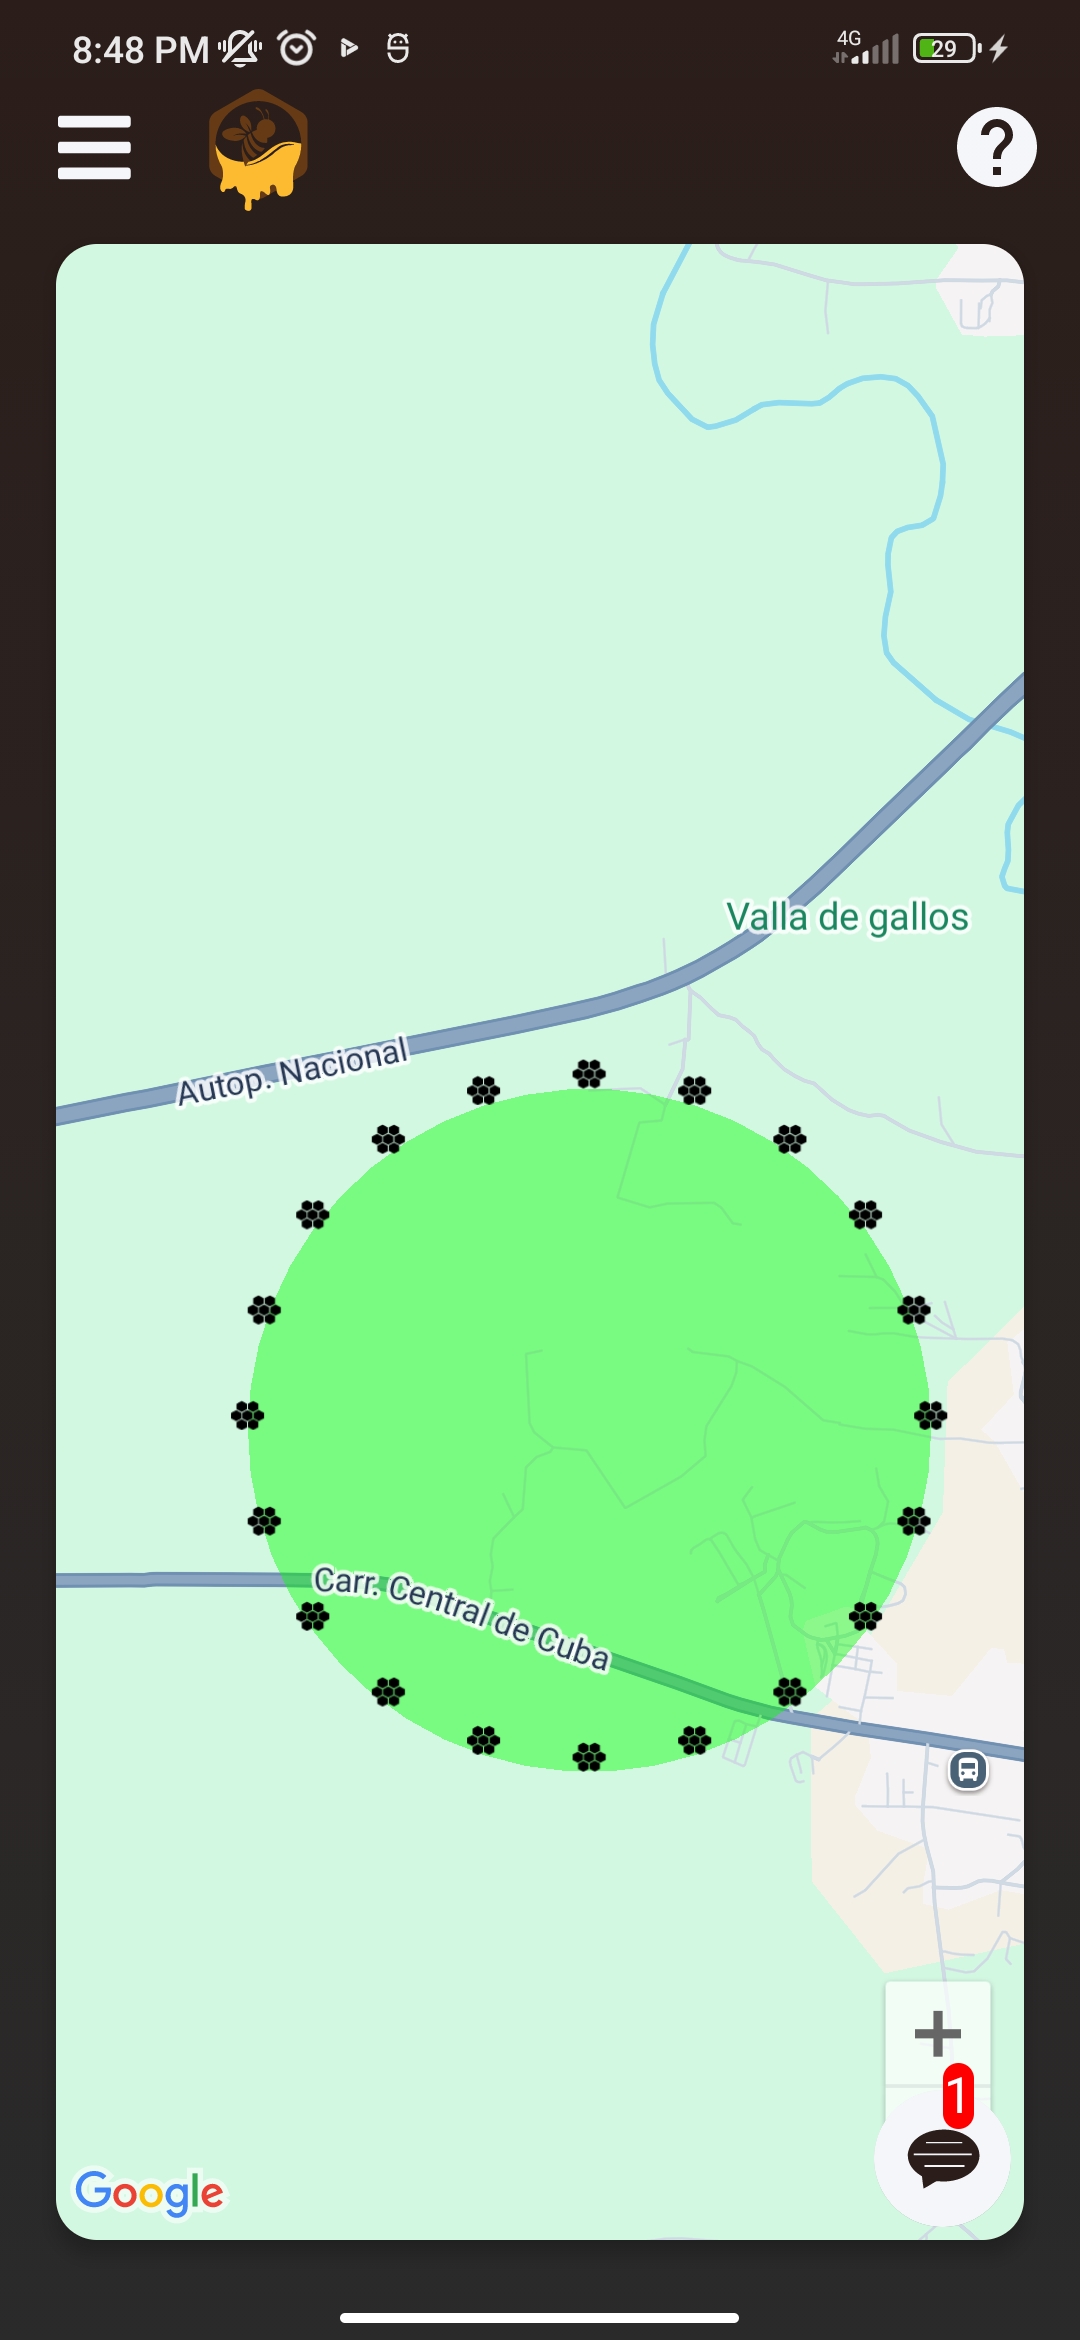 8:48 PM
4G
29
Valla de gallos
Autop. Nacional
Carr. Central de Cuba
1
Google